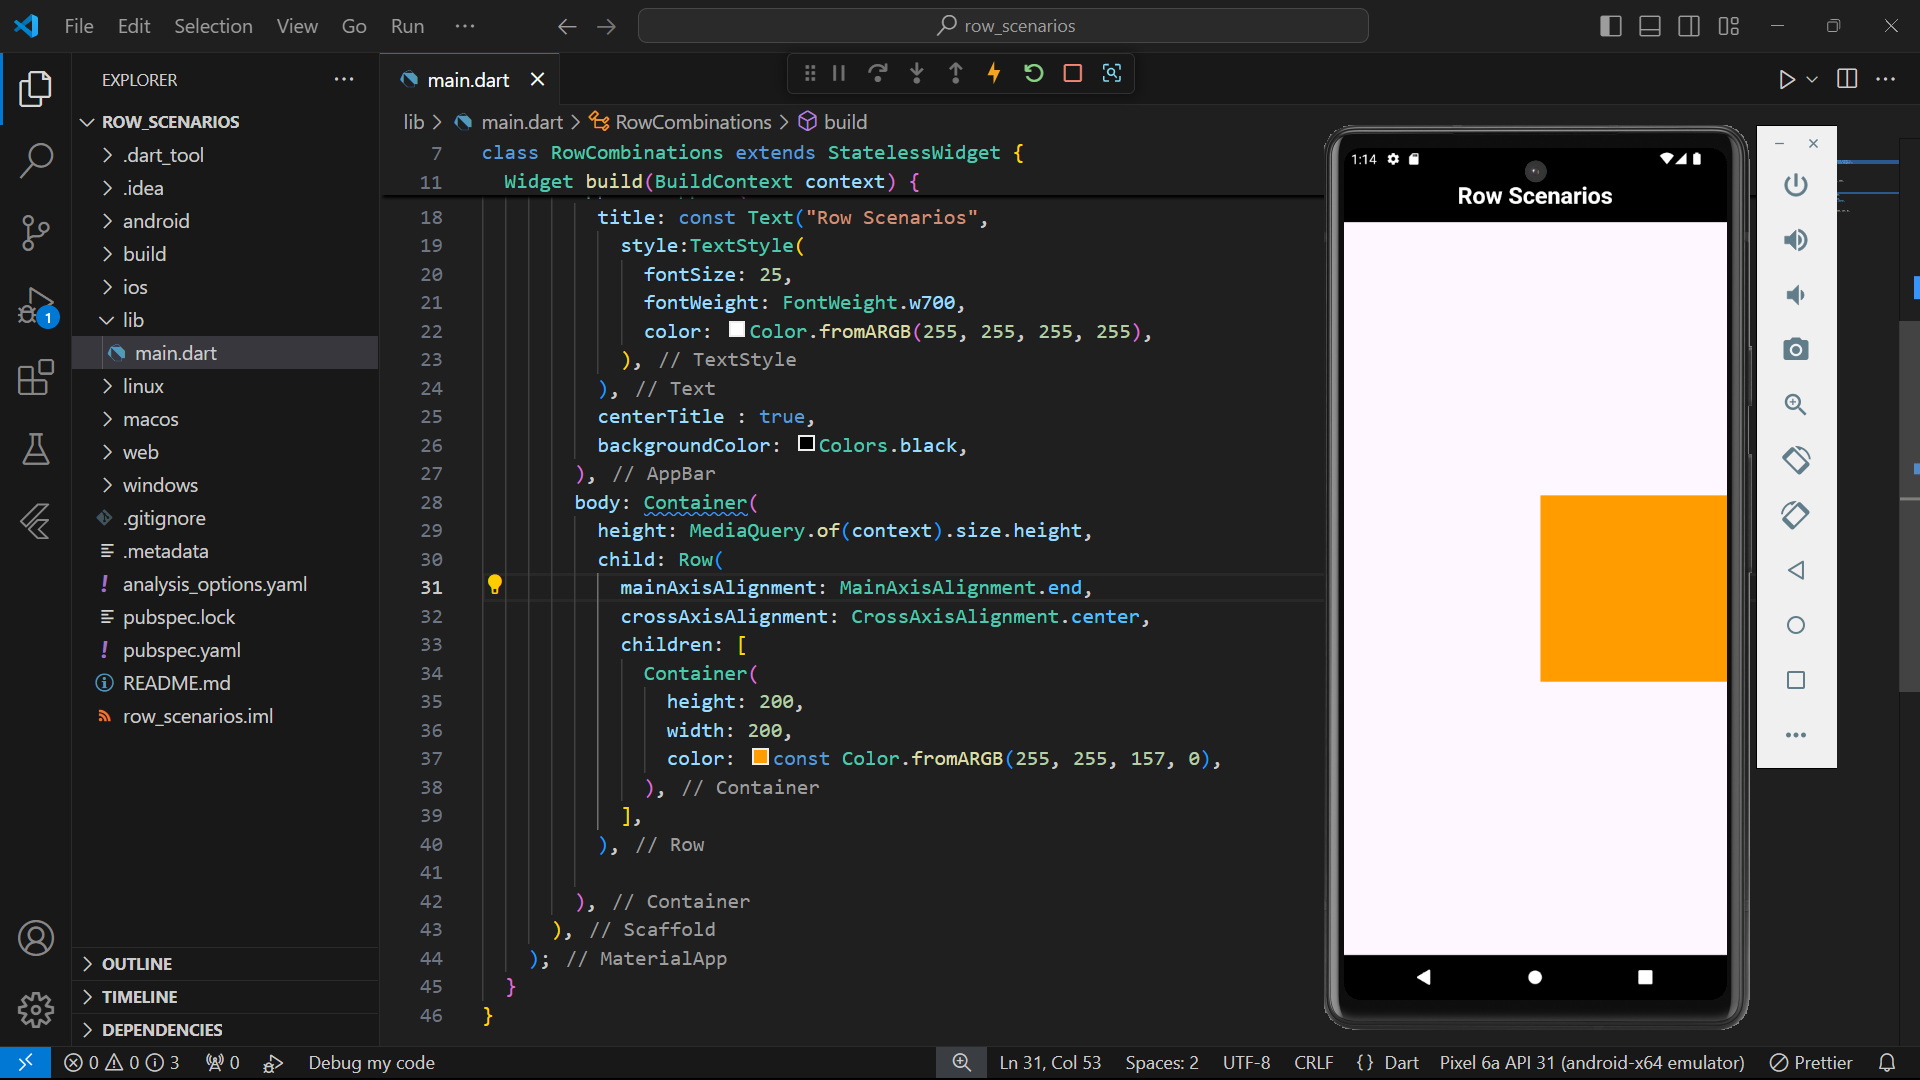 File Edit Selection View Go Run ···
row_scenarios
EXPLORER
ROW_SCENARIOS
.dart_tool
.idea
android
build
ios
lib
main.dart
linux
macos
web
windows
.gitignore
.metadata
analysis_options.yaml
pubspec.lock
pubspec.yaml
README.md
row_scenarios.iml
OUTLINE
TIMELINE
DEPENDENCIES
1
main.dart
lib > main.dart > RowCombinations > build
7 class RowCombinations extends StatelessWidget {
11 Widget build(BuildContext context) {
18 title: const Text("Row Scenarios",
19 style:TextStyle(
20 fontSize: 25,
21 fontWeight: FontWeight.w700,
22 color: Color.fromARGB(255, 255, 255, 255),
23 ), // TextStyle
24 ), // Text
25 centerTitle : true,
26 backgroundColor: Colors.black,
27 ), // AppBar
28 body: Container(
29 height: MediaQuery.of(context).size.height,
30 child: Row(
31 mainAxisAlignment: MainAxisAlignment.end,
32 crossAxisAlignment: CrossAxisAlignment.center,
33 children: [
34 Container(
35 height: 200,
36 width: 200,
37 color: const Color.fromARGB(255, 255, 157, 0),
38 ), // Container
39 ],
40 ), // Row
41
42 ), // Container
43 ), // Scaffold
44 ); // MaterialApp
45 }
46 }
1:14
Row Scenarios
0 0 3 0 Debug my code Ln 31, Col 53 Spaces: 2 UTF-8 CRLF {} Dart Pixel 6a API 31 (android-x64 emulator) Prettier